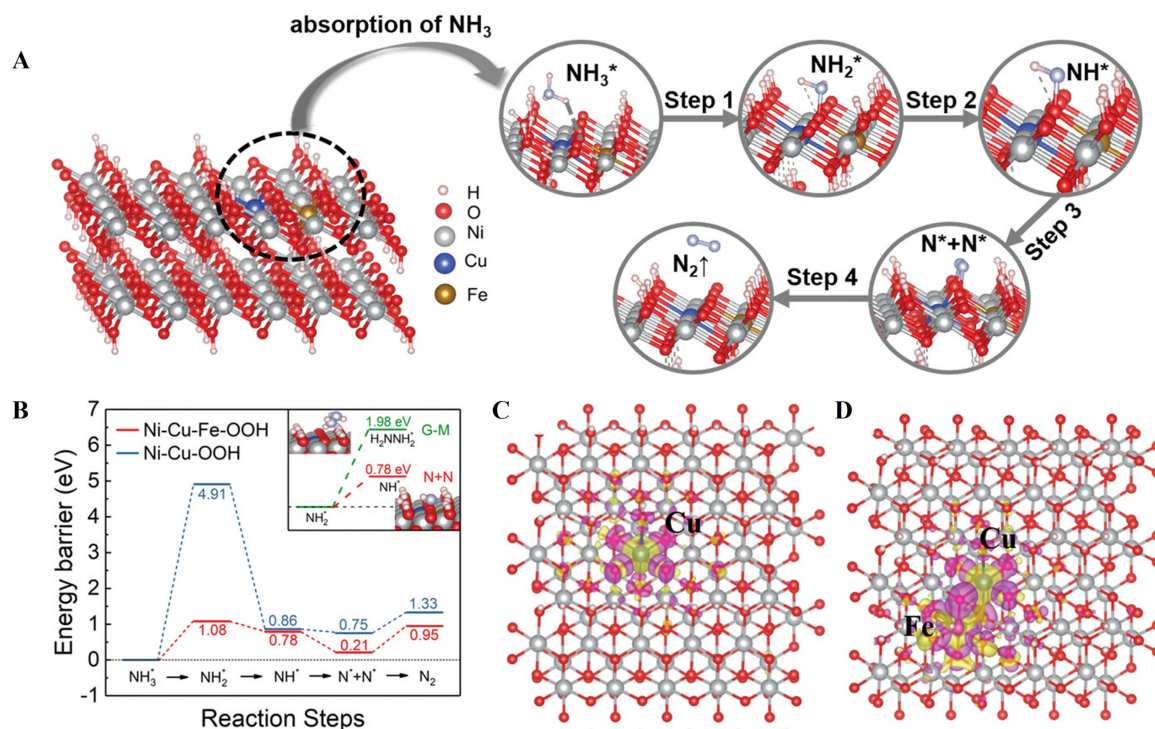 absorption of NH₃
A
NH₃*
Step 1
NH₂*
Step 2
NH*
Step 3
N*+N*
Step 4
N₂↑
H
O
Ni
Cu
Fe
B
Energy barrier (eV)
7
6
5
4
3
2
1
0
-1
Ni-Cu-Fe-OOH
Ni-Cu-OOH
4.91
1.08
0.86
0.78
0.75
0.21
1.33
0.95
1.98 eV
H₂NNH₂*
G-M
0.78 eV
NH*
N+N
NH₂*
NH₃* → NH₂* → NH* → N*+N* → N₂
Reaction Steps
C
Cu
D
Cu
Fe